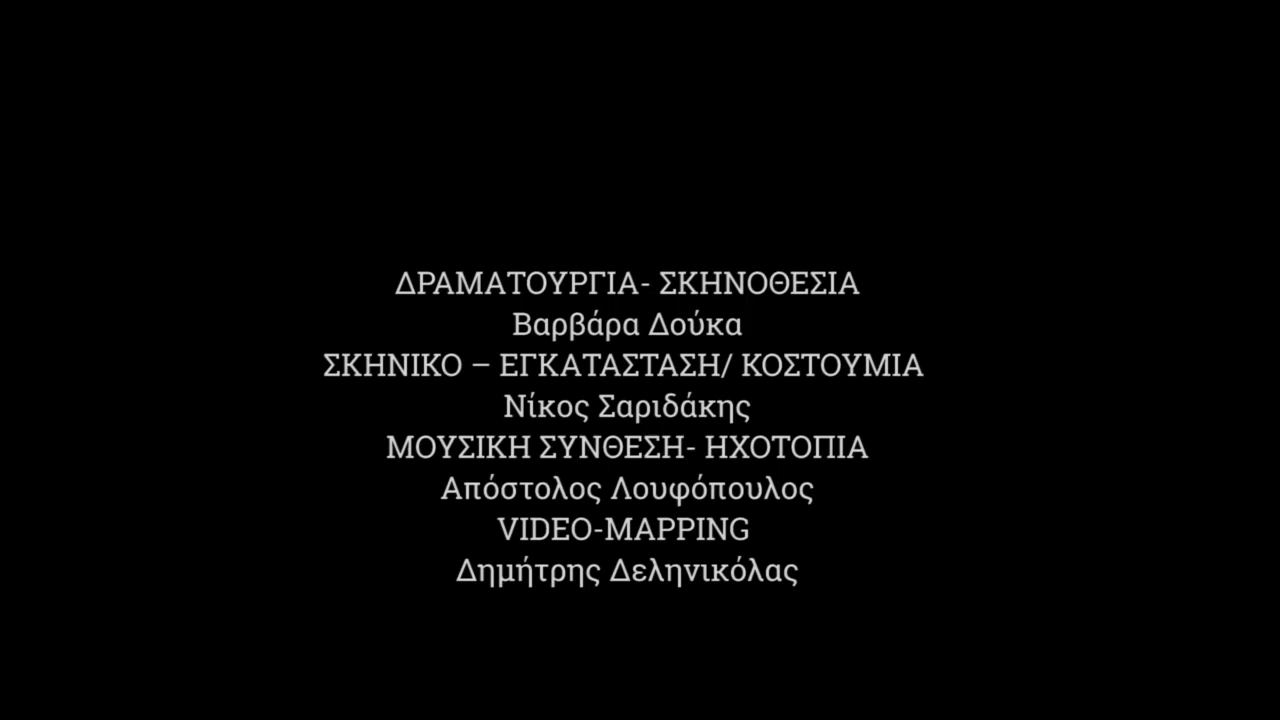 ΔΡΑΜΑΤΟΥΡΓΙΑ- ΣΚΗΝΟΘΕΣΙΑ
Βαρβάρα Δούκα
ΣΚΗΝΙΚΟ – ΕΓΚΑΤΑΣΤΑΣΗ/ ΚΟΣΤΟΥΜΙΑ
Νίκος Σαριδάκης
ΜΟΥΣΙΚΗ ΣΥΝΘΕΣΗ- ΗΧΟΤΟΠΙΑ
Απόστολος Λουφόπουλος
VIDEO-MAPPING
Δημήτρης Δεληνικόλας